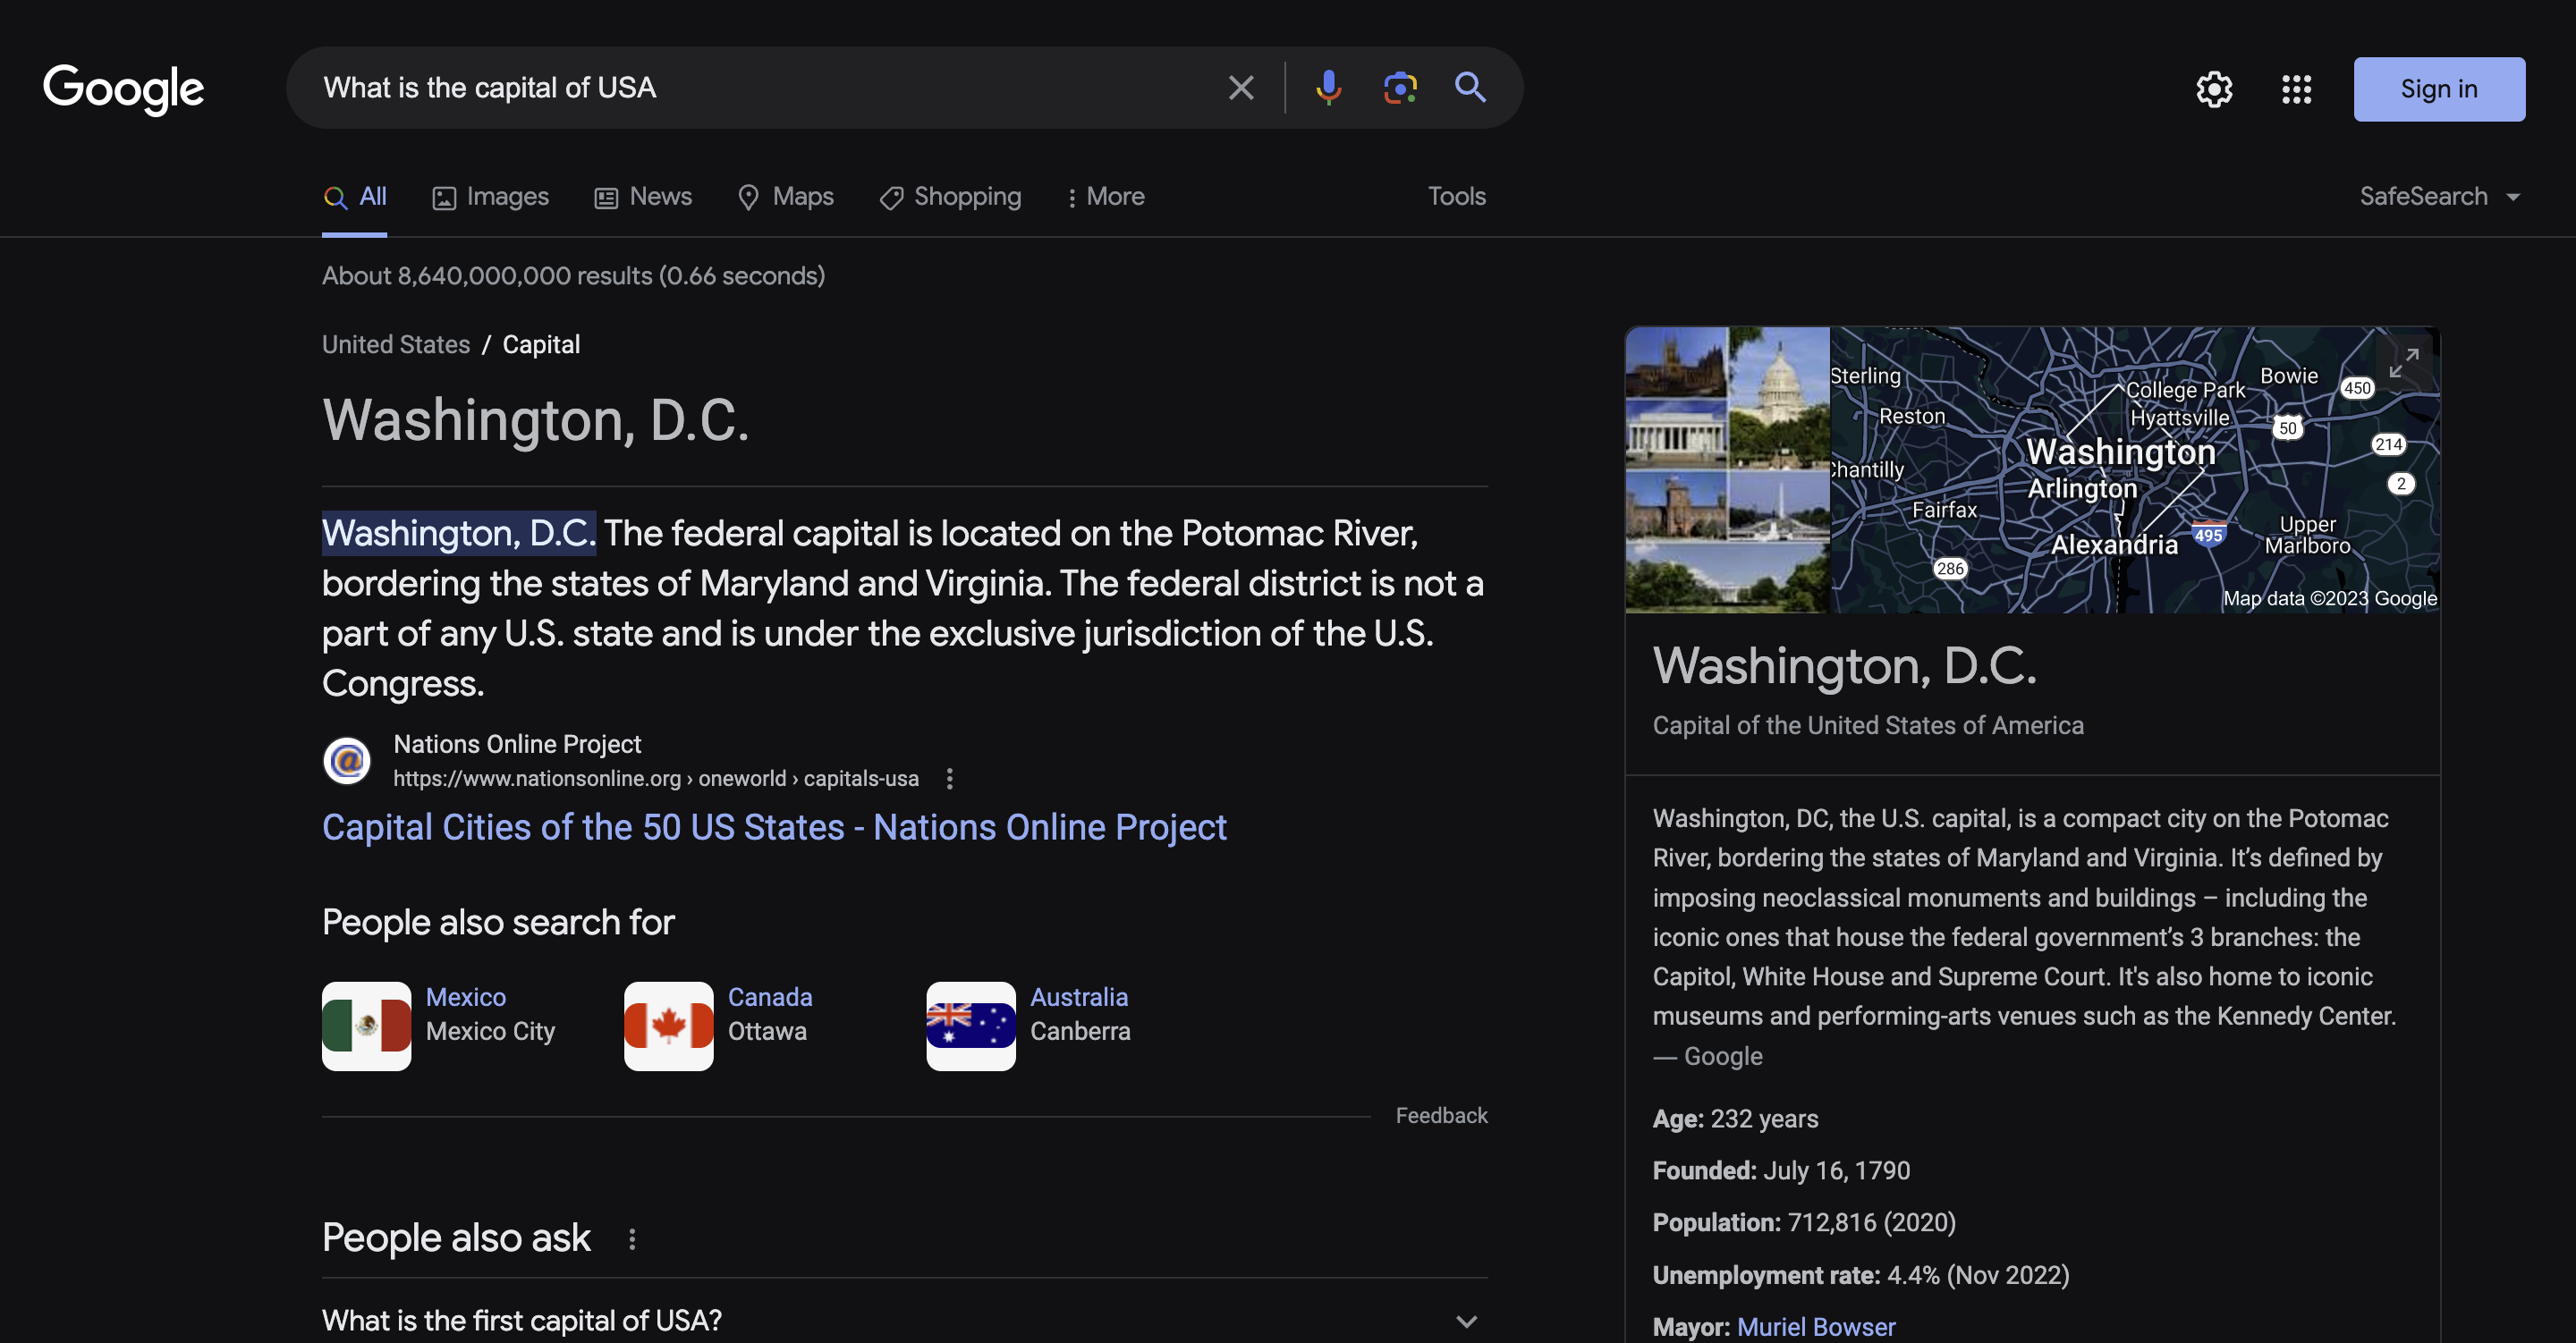 Google
What is the capital of USA
Sign in
All
Images
News
Maps
Shopping
More
Tools
SafeSearch
About 8,640,000,000 results (0.66 seconds)
United States / Capital
Washington, D.C.
Washington, D.C. The federal capital is located on the Potomac River,
bordering the states of Maryland and Virginia. The federal district is not a
part of any U.S. state and is under the exclusive jurisdiction of the U.S.
Congress.
Nations Online Project
https://www.nationsonline.org › oneworld › capitals-usa
Capital Cities of the 50 US States - Nations Online Project
People also search for
Mexico
Mexico City
Canada
Ottawa
Australia
Canberra
Feedback
People also ask
What is the first capital of USA?
Sterling
Reston
Chantilly
Fairfax
286
College Park
Hyattsville
Bowie
450
50
214
2
Washington
Arlington
Alexandria
495
Upper
Marlboro
Map data ©2023 Google
Washington, D.C.
Capital of the United States of America
Washington, DC, the U.S. capital, is a compact city on the Potomac
River, bordering the states of Maryland and Virginia. It’s defined by
imposing neoclassical monuments and buildings – including the
iconic ones that house the federal government’s 3 branches: the
Capitol, White House and Supreme Court. It's also home to iconic
museums and performing-arts venues such as the Kennedy Center.
— Google
Age: 232 years
Founded: July 16, 1790
Population: 712,816 (2020)
Unemployment rate: 4.4% (Nov 2022)
Mayor: Muriel Bowser